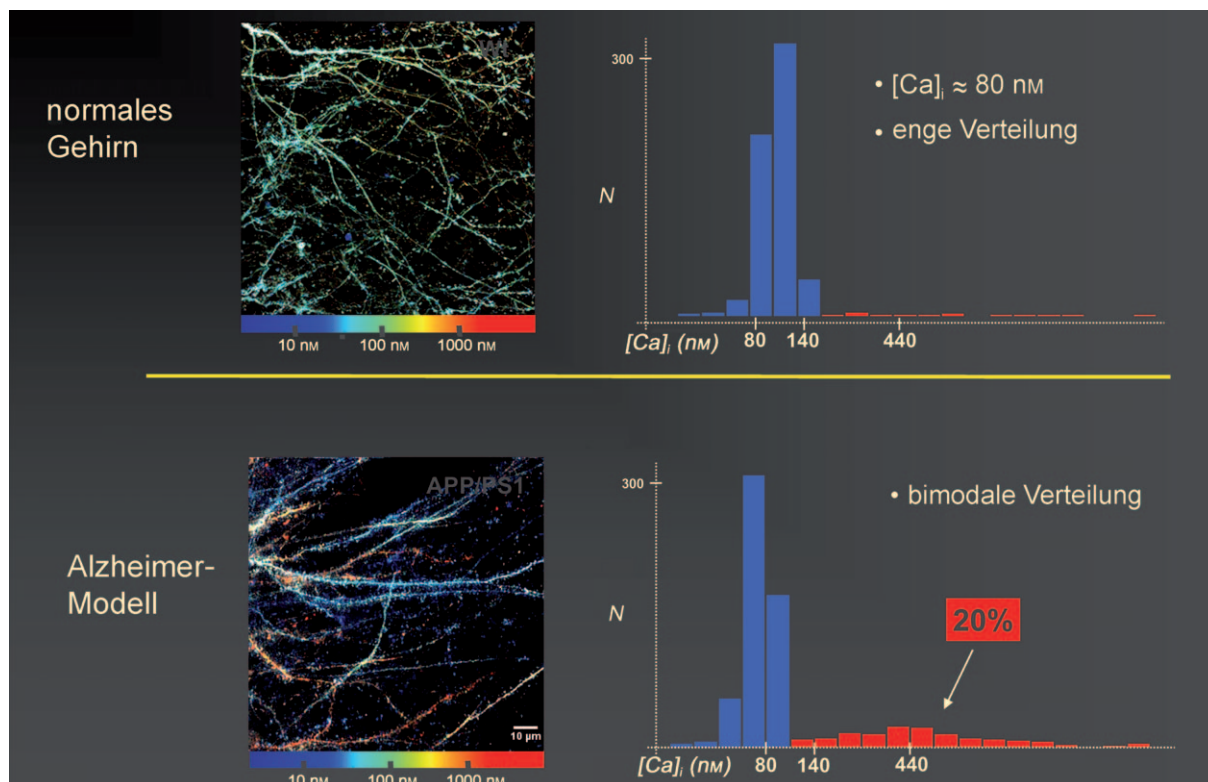 normales
Gehirn
Wt
10 nM
100 nM
1000 nM
300
N
[Ca]i (nM)
80
140
440
• [Ca]i ≈ 80 nM
• enge Verteilung
Alzheimer-
Modell
APP/PS1
10 µm
10 nM
100 nM
1000 nM
300
N
[Ca]i (nM)
80
140
440
20%
• bimodale Verteilung